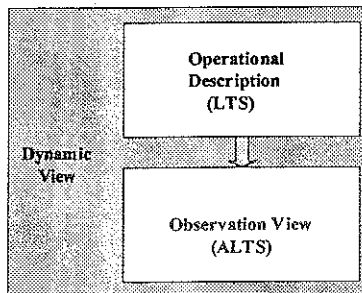 Operational
Description
(LTS)
Dynamic
View
Observation View
(ALTS)